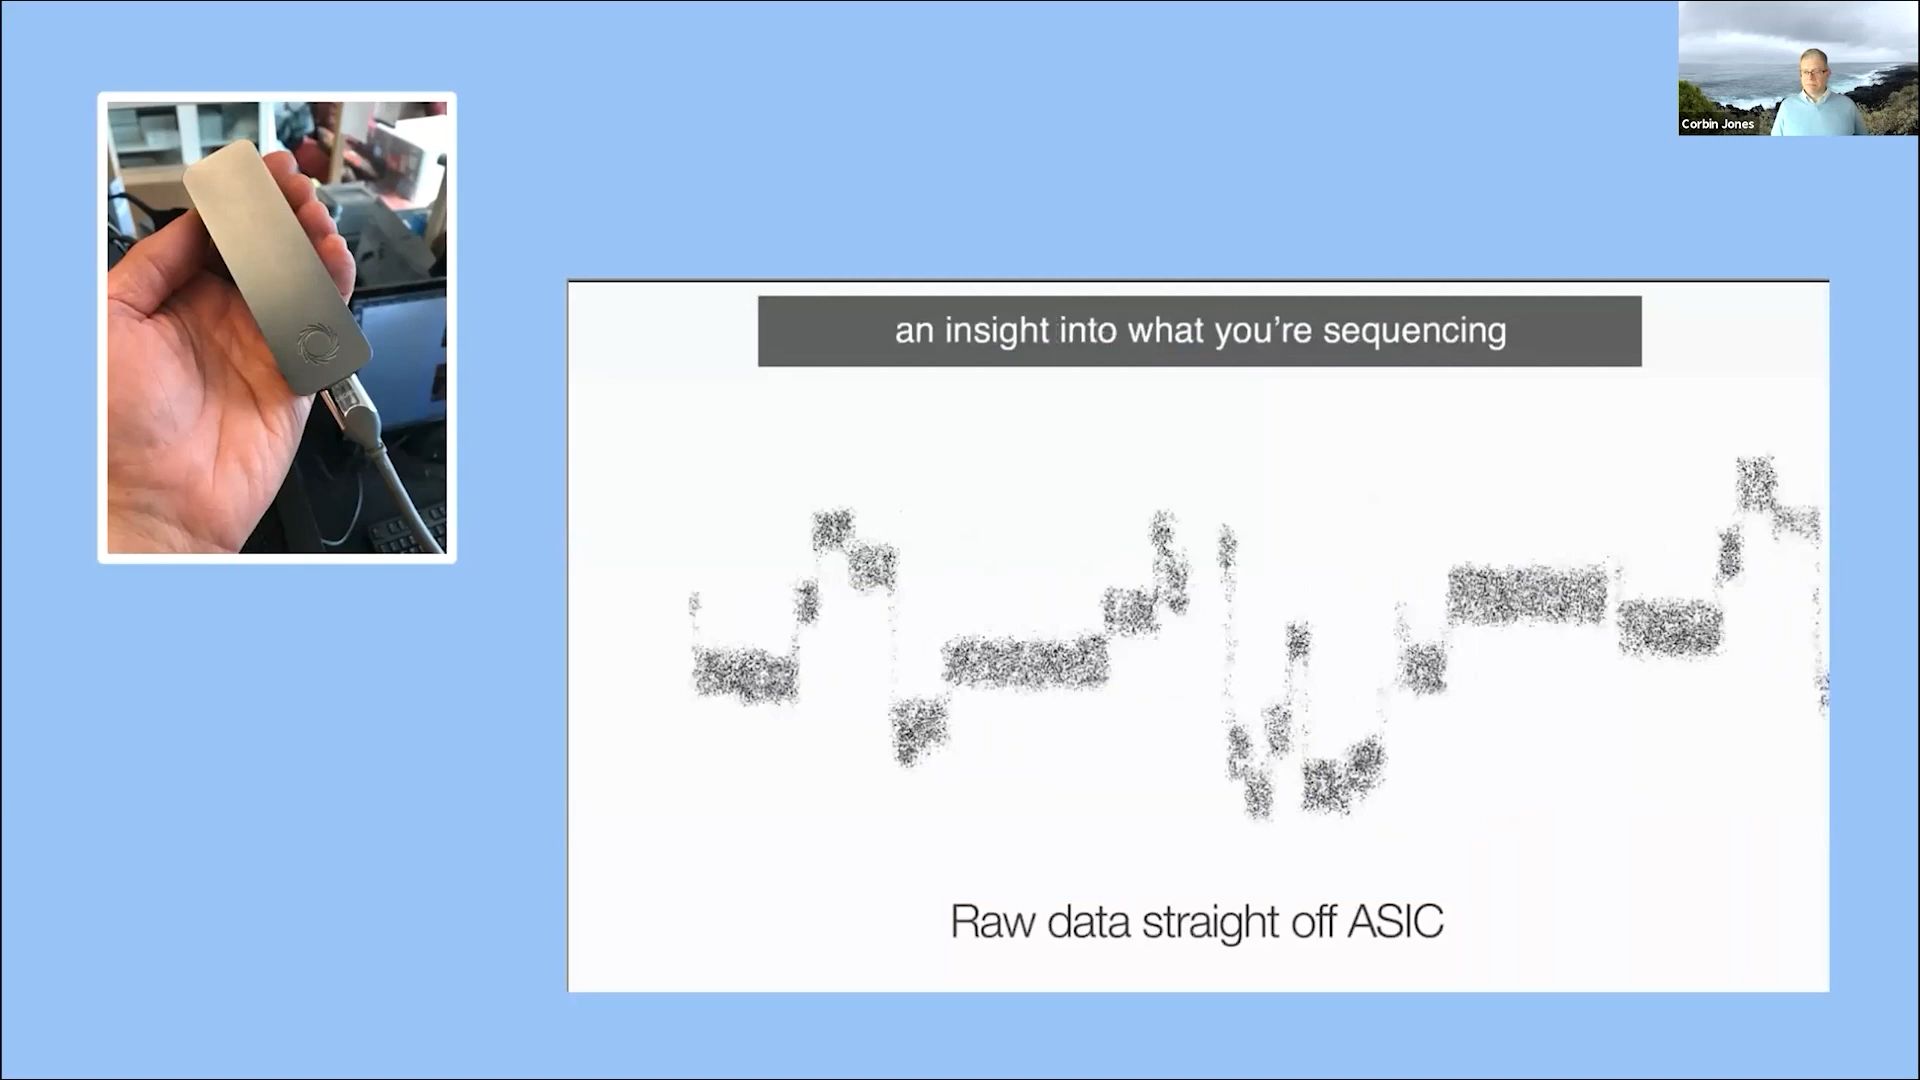 Corbin Jones
an insight into what you're sequencing
Raw data straight off ASIC